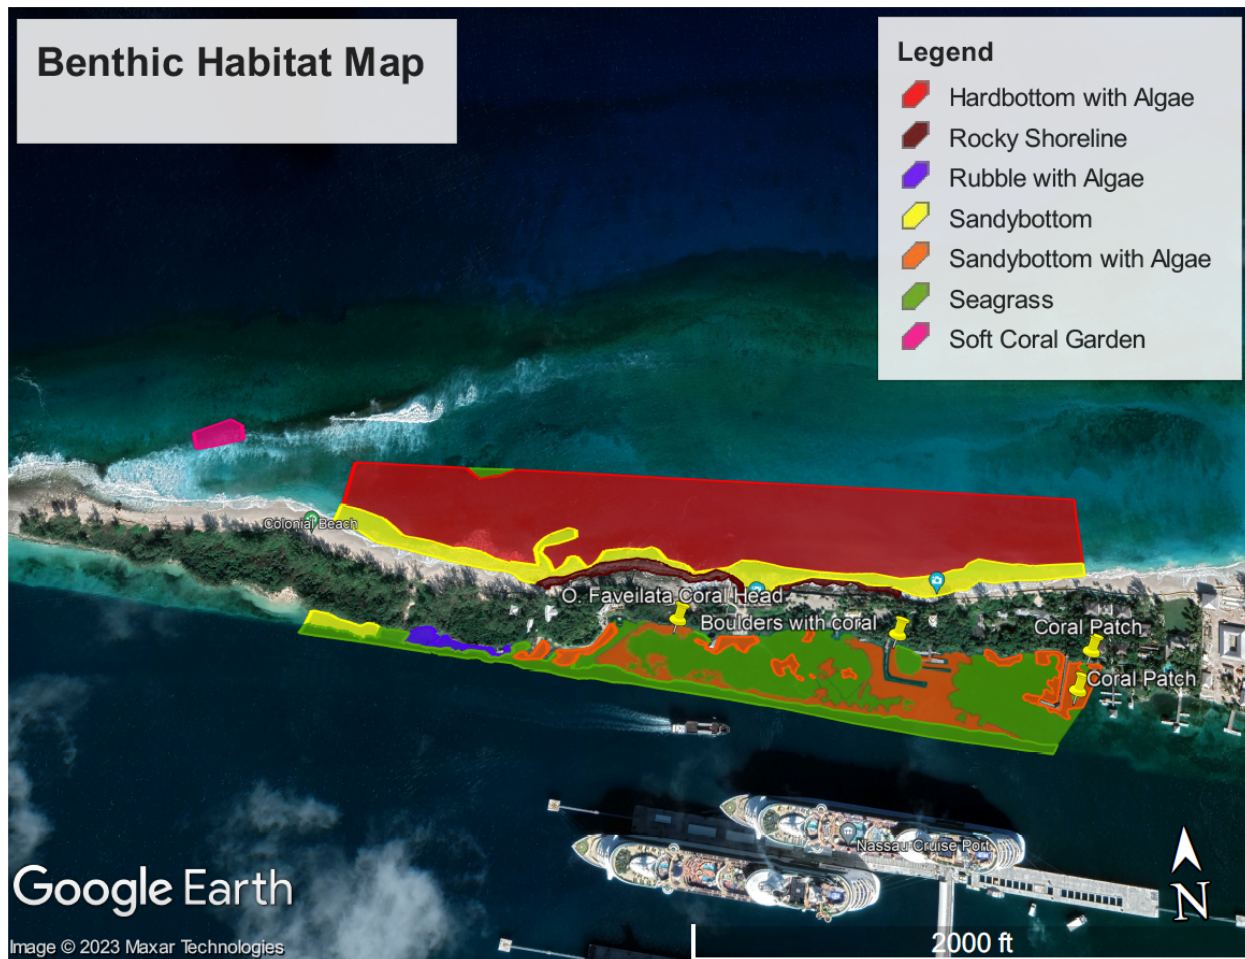 Benthic Habitat Map
Legend
Hardbottom with Algae
Rocky Shoreline
Rubble with Algae
Sandybottom
Sandybottom with Algae
Seagrass
Soft Coral Garden
Colonial Beach
O. Faveilata Coral Head
Boulders with coral
Coral Patch
Coral Patch
Nassau Cruise Port
Google Earth
N
Image © 2023 Maxar Technologies
2000 ft